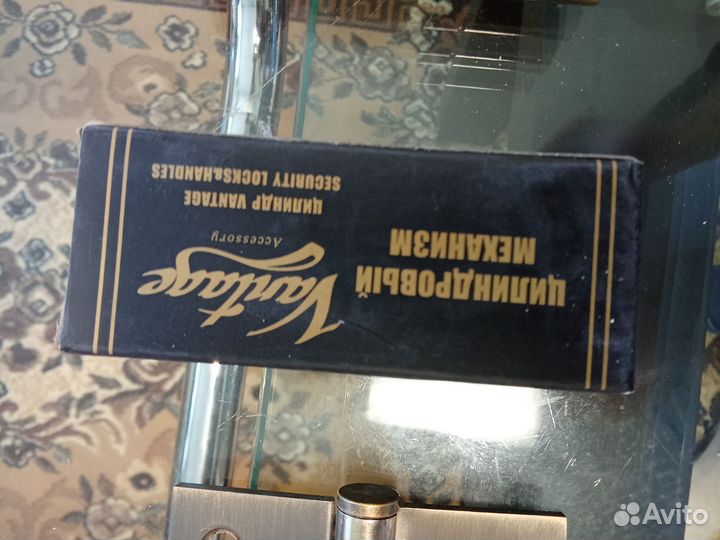 ЦИЛИНДРОВЫЙ
МЕХАНИЗМ
Vantage
Accessory
ЦИЛИНДР VANTAGE
SECURITY LOCKS&HANDLES
Avito